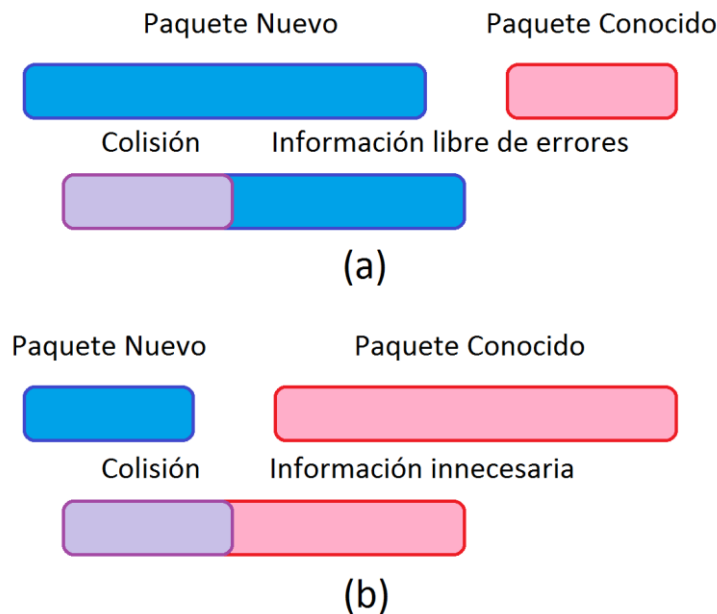 Paquete Nuevo Paquete Conocido
Colisión Información libre de errores
(a)
Paquete Nuevo Paquete Conocido
Colisión Información innecesaria
(b)